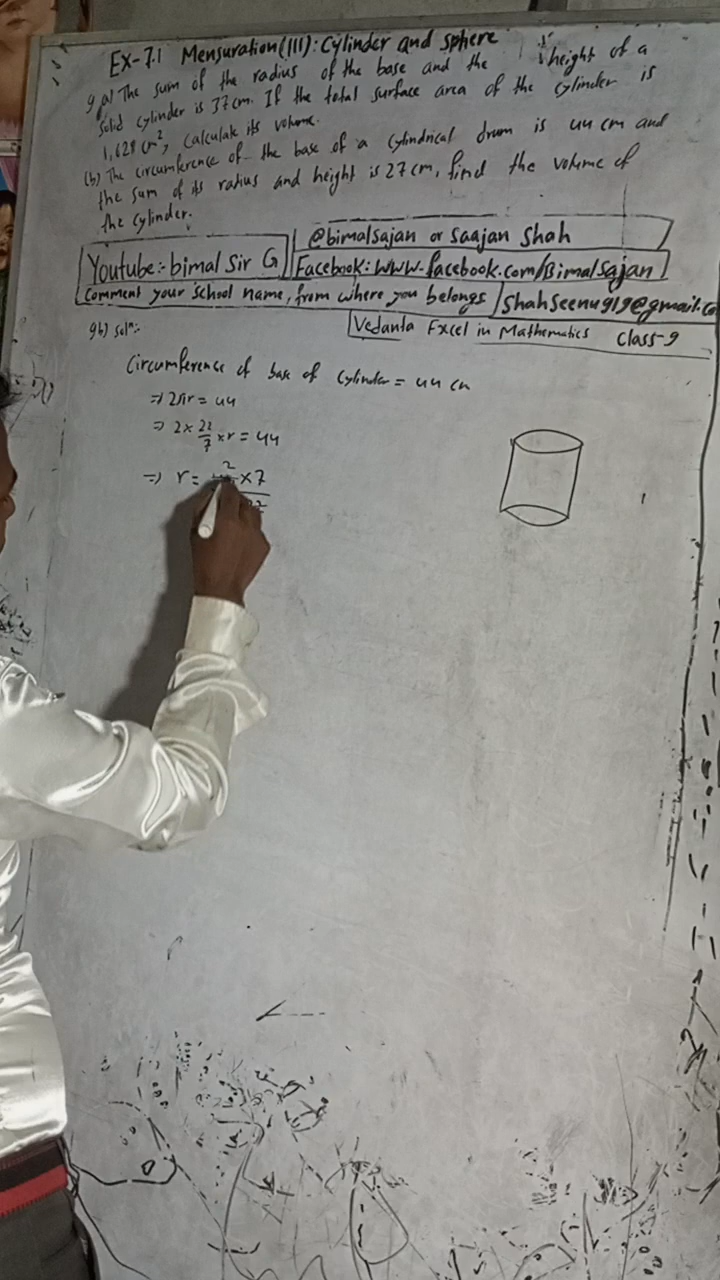 Ex-7.1 Mensuration(III): Cylinder and sphere
9 a) The sum of the radius of the base and the height of a
solid cylinder is 37cm. If the total surface area of the cylinder is
1,628 cm², calculate its volume.
(b) The circumference of the base of a cylindrical drum is 44 cm and
the sum of its radius and height is 27cm, find the volume of
the cylinder.
@bimalsajan or Saajan Shah
Youtube:- bimal Sir G
Facebook: www.facebook.com/Bimalsajan
Comment your school name, from where you belongs
Shahseenu919@gmail.co
Vedanta Excel in Mathematics Class-9
9b) Solⁿ:-
Circumference of base of cylinder = 44 cm
⇒ 2πr = 44
⇒ 2 × 22/7 × r = 44
⇒ r = 2 × 7